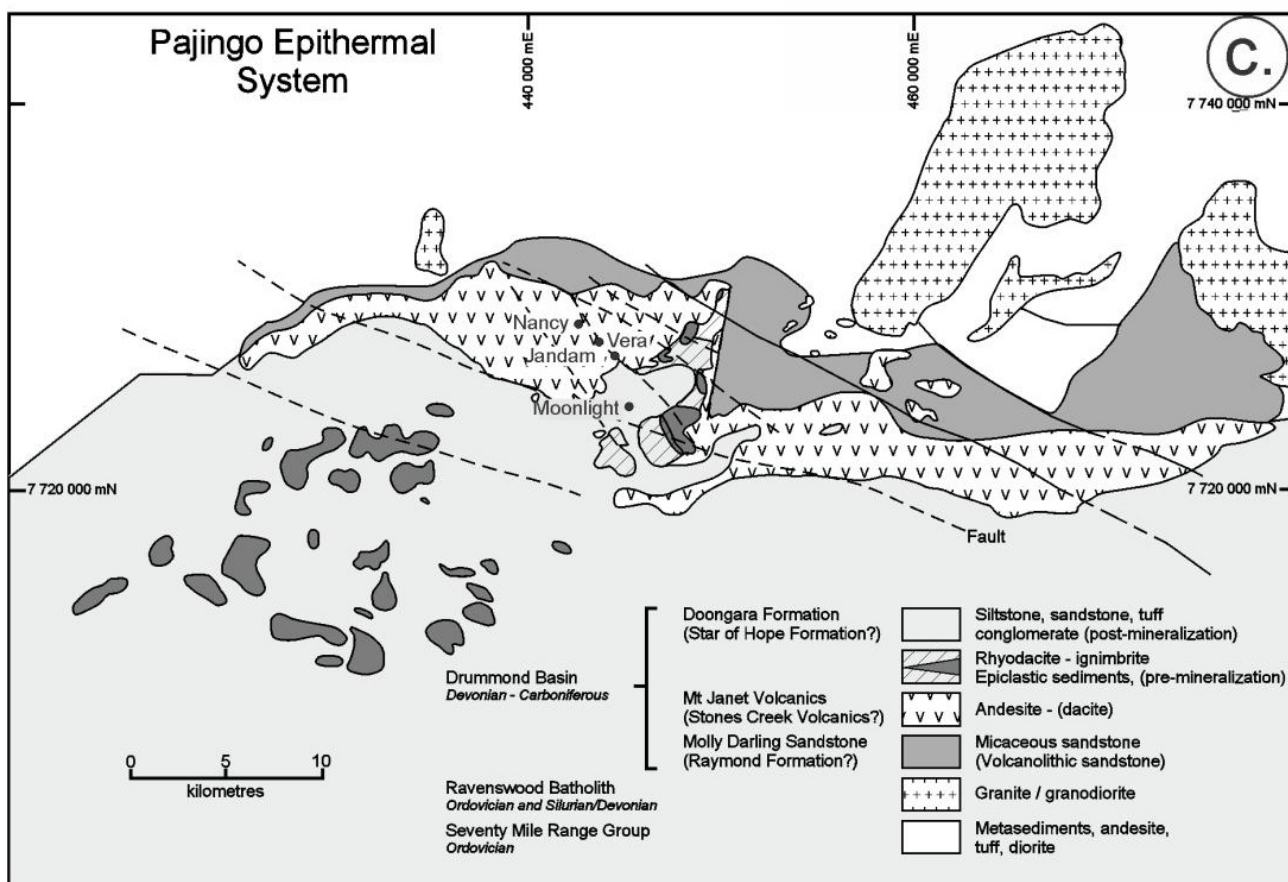 Pajingo Epithermal
System
440 000 mE
460 000 mE
C.
7 740 000 mN
Nancy
Vera
Jandam
Moonlight
7 720 000 mN
7 720 000 mN
Fault
Doongara Formation
(Star of Hope Formation?)
Siltstone, sandstone, tuff
conglomerate (post-mineralization)
Rhyodacite - ignimbrite
Epiclastic sediments, (pre-mineralization)
Drummond Basin
Devonian - Carboniferous
Mt Janet Volcanics
(Stones Creek Volcanics?)
Andesite - (dacite)
Molly Darling Sandstone
(Raymond Formation?)
Micaceous sandstone
(Volcanolithic sandstone)
0 5 10
kilometres
Ravenswood Batholith
Ordovician and Silurian/Devonian
Granite / granodiorite
Seventy Mile Range Group
Ordovician
Metasediments, andesite,
tuff, diorite